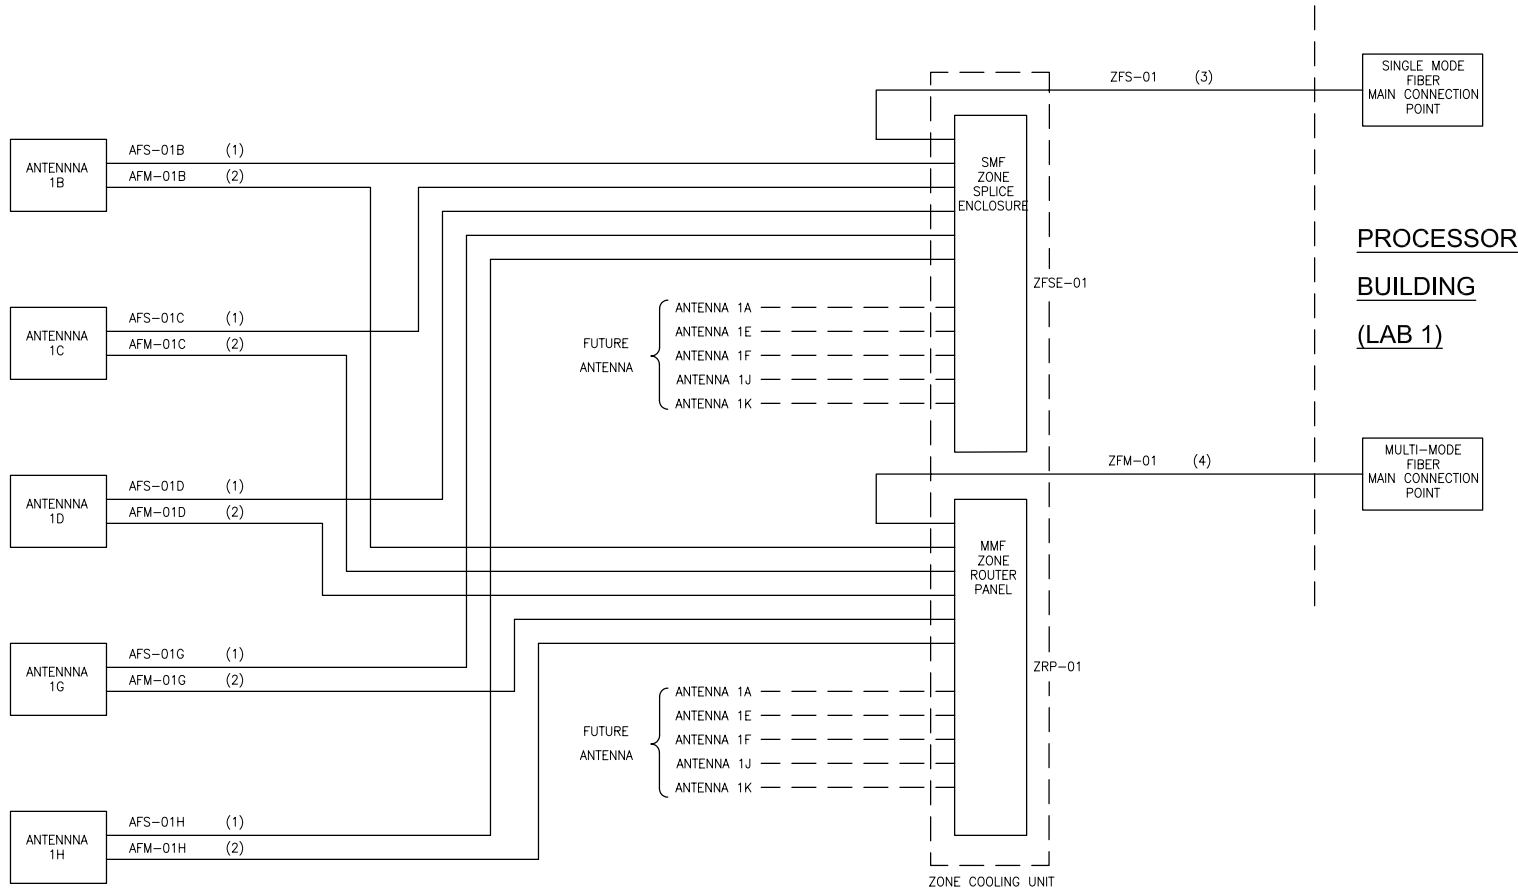 ZFS-01 (3)
SINGLE MODE
FIBER
MAIN CONNECTION
POINT
ANTENNNA
1B
AFS-01B (1)
AFM-01B (2)
SMF
ZONE
SPLICE
ENCLOSURE
PROCESSOR
BUILDING
(LAB 1)
ZFSE-01
ANTENNNA
1C
AFS-01C (1)
AFM-01C (2)
FUTURE
ANTENNA
ANTENNA 1A
ANTENNA 1E
ANTENNA 1F
ANTENNA 1J
ANTENNA 1K
ZFM-01 (4)
MULTI-MODE
FIBER
MAIN CONNECTION
POINT
ANTENNNA
1D
AFS-01D (1)
AFM-01D (2)
MMF
ZONE
ROUTER
PANEL
ANTENNNA
1G
AFS-01G (1)
AFM-01G (2)
ZRP-01
FUTURE
ANTENNA
ANTENNA 1A
ANTENNA 1E
ANTENNA 1F
ANTENNA 1J
ANTENNA 1K
ANTENNNA
1H
AFS-01H (1)
AFM-01H (2)
ZONE COOLING UNIT